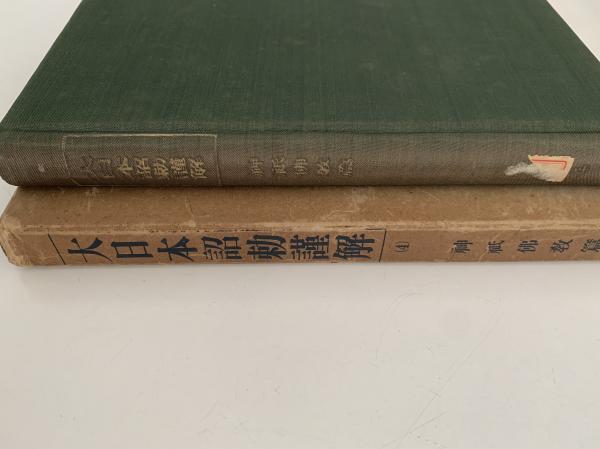 大日本詔勅謹解 神祇佛教篇
大日本詔勅謹解 (4) 神祇佛教篇